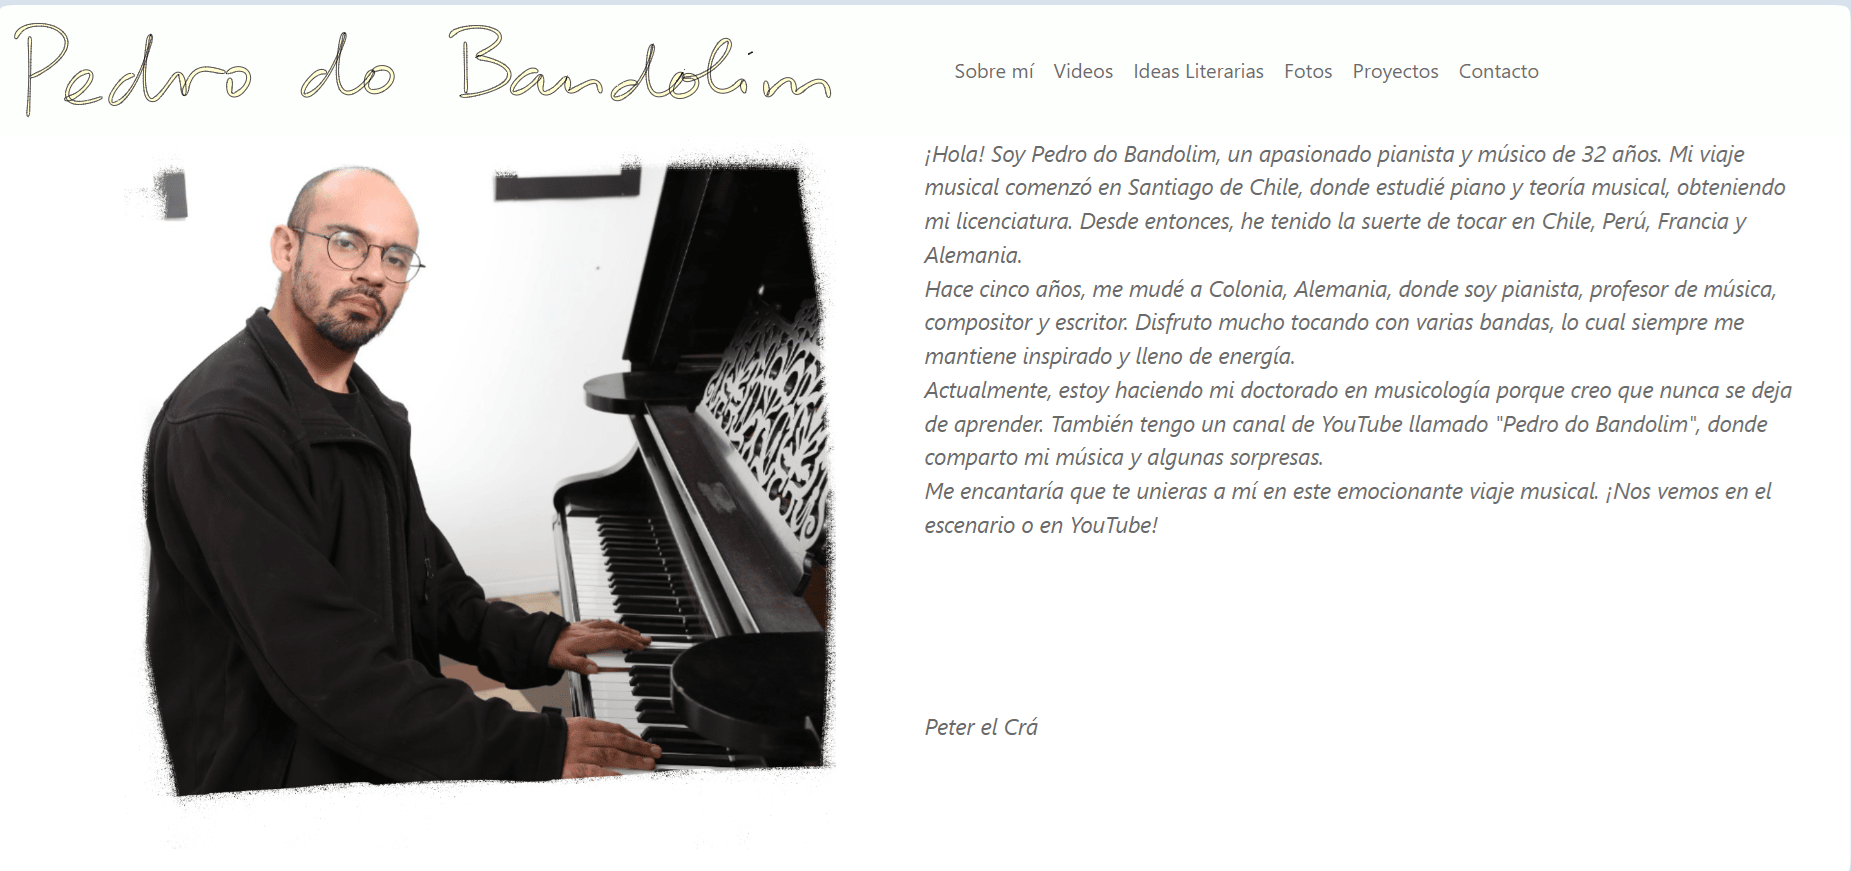 Pedro do Bandolim
Sobre mí Videos Ideas Literarias Fotos Proyectos Contacto
¡Hola! Soy Pedro do Bandolim, un apasionado pianista y músico de 32 años. Mi viaje
musical comenzó en Santiago de Chile, donde estudié piano y teoría musical, obteniendo
mi licenciatura. Desde entonces, he tenido la suerte de tocar en Chile, Perú, Francia y
Alemania.
Hace cinco años, me mudé a Colonia, Alemania, donde soy pianista, profesor de música,
compositor y escritor. Disfruto mucho tocando con varias bandas, lo cual siempre me
mantiene inspirado y lleno de energía.
Actualmente, estoy haciendo mi doctorado en musicología porque creo que nunca se deja
de aprender. También tengo un canal de YouTube llamado "Pedro do Bandolim", donde
comparto mi música y algunas sorpresas.
Me encantaría que te unieras a mí en este emocionante viaje musical. ¡Nos vemos en el
escenario o en YouTube!
Peter el Crá